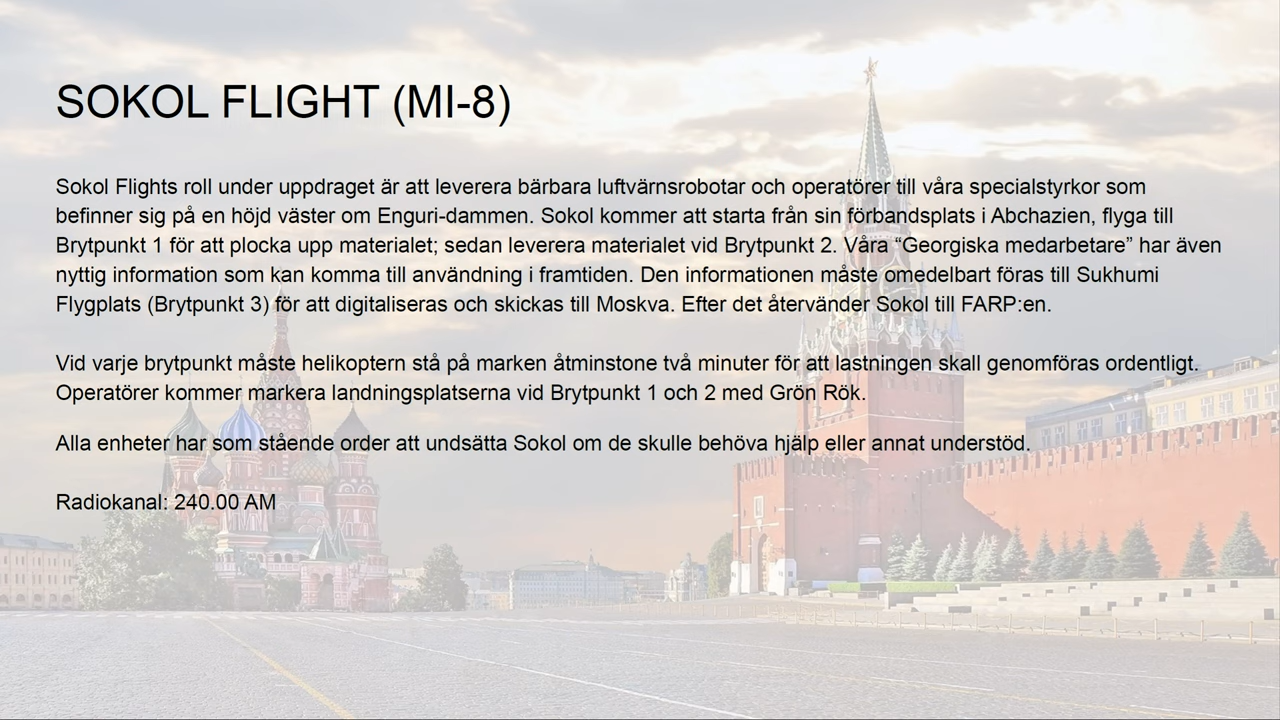 SOKOL FLIGHT (MI-8)
Sokol Flights roll under uppdraget är att leverera bärbara luftvärnsrobotar och operatörer till våra specialstyrkor som
befinner sig på en höjd väster om Enguri-dammen. Sokol kommer att starta från sin förbandsplats i Abchazien, flyga till
Brytpunkt 1 för att plocka upp materialet; sedan leverera materialet vid Brytpunkt 2. Våra “Georgiska medarbetare” har även
nyttig information som kan komma till användning i framtiden. Den informationen måste omedelbart föras till Sukhumi
Flygplats (Brytpunkt 3) för att digitaliseras och skickas till Moskva. Efter det återvänder Sokol till FARP:en.
Vid varje brytpunkt måste helikoptern stå på marken åtminstone två minuter för att lastningen skall genomföras ordentligt.
Operatörer kommer markera landningsplatserna vid Brytpunkt 1 och 2 med Grön Rök.
Alla enheter har som stående order att undsätta Sokol om de skulle behöva hjälp eller annat understöd.
Radiokanal: 240.00 AM